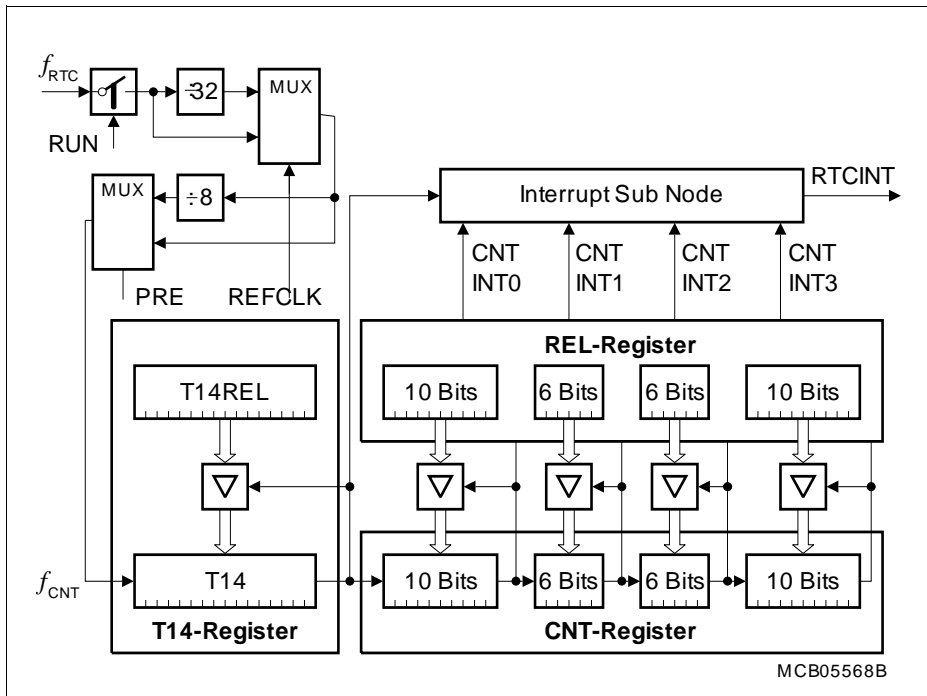 fRTC
÷32
MUX
RUN
MUX
÷8
PRE
REFCLK
Interrupt Sub Node
RTCINT
CNT
INT0
CNT
INT1
CNT
INT2
CNT
INT3
REL-Register
T14REL
10 Bits
6 Bits
6 Bits
10 Bits
fCNT
T14
10 Bits
6 Bits
6 Bits
10 Bits
T14-Register
CNT-Register
MCB05568B